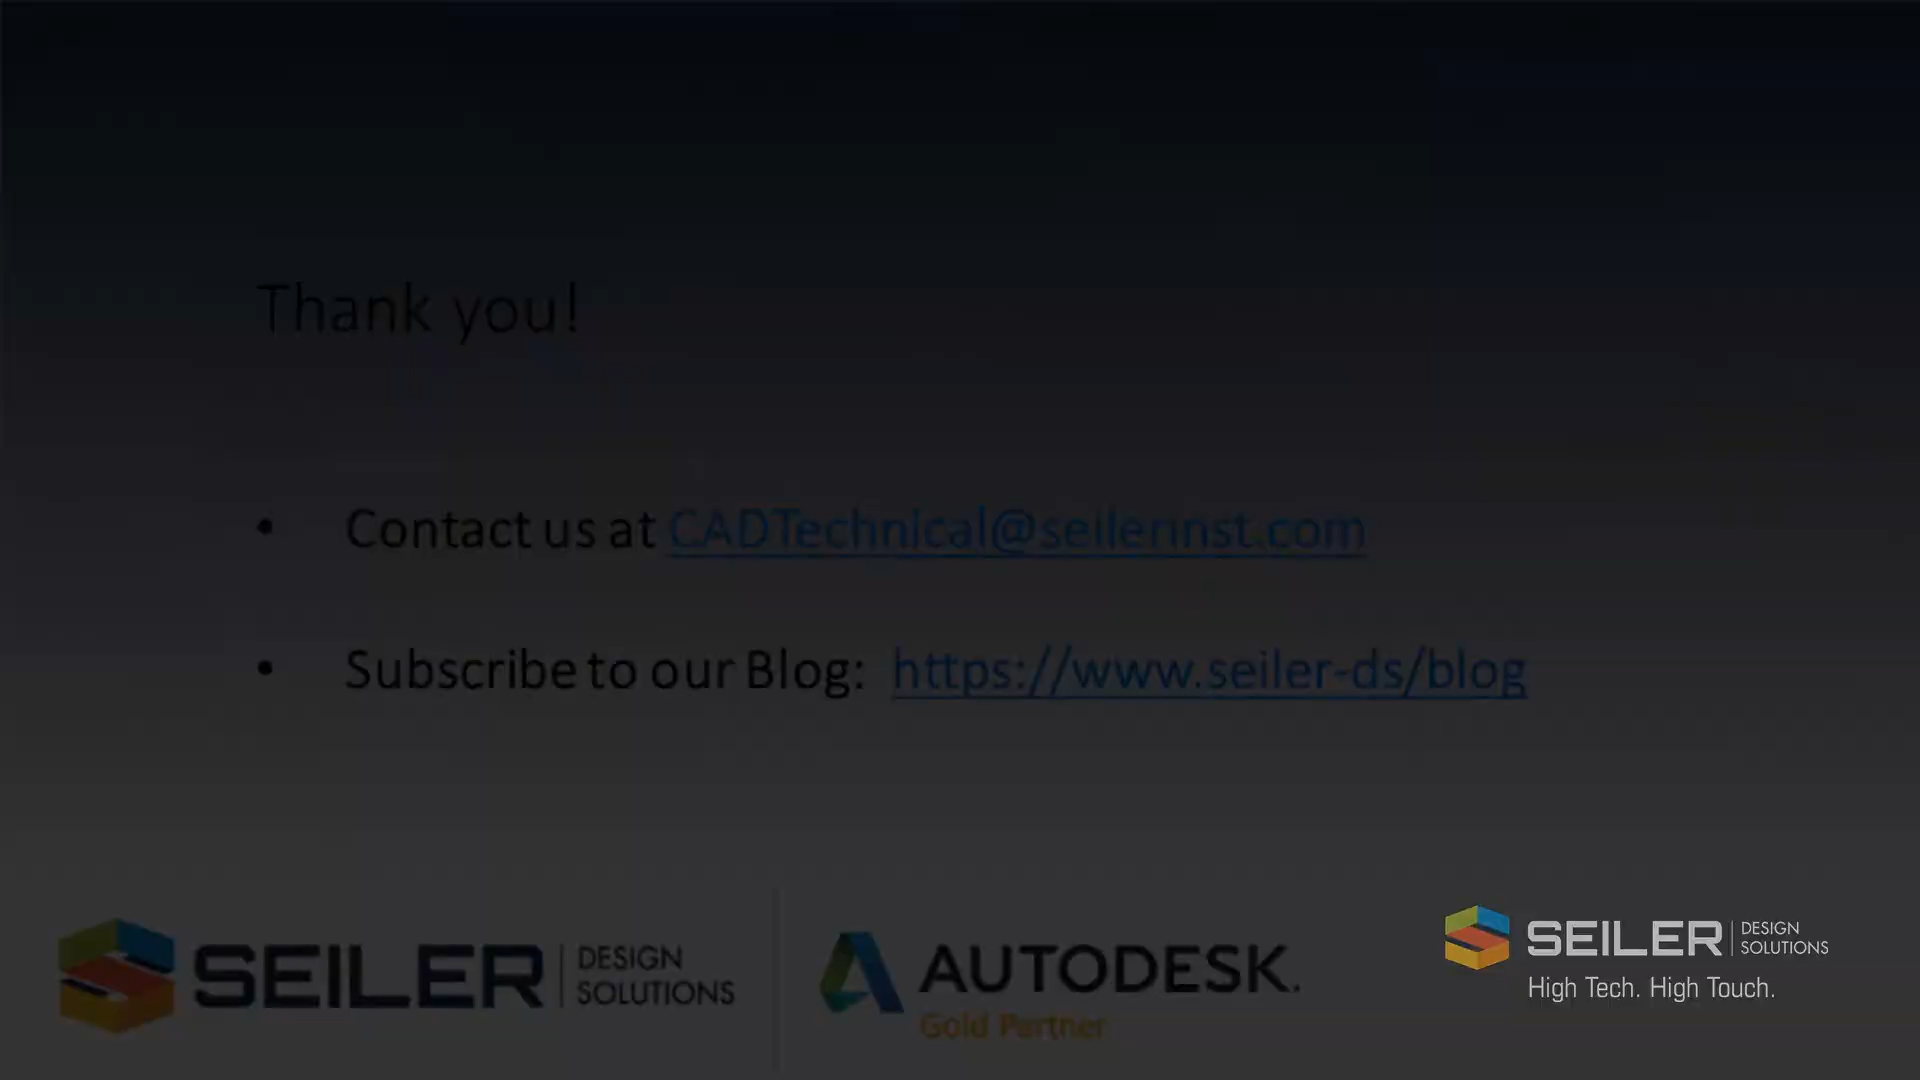 Thank you!
• Contact us at CADTechnical@seilerinst.com
• Subscribe to our Blog: https://www.seiler-ds/blog
SEILER DESIGN SOLUTIONS
AUTODESK.
Gold Partner
SEILER DESIGN SOLUTIONS
High Tech. High Touch.